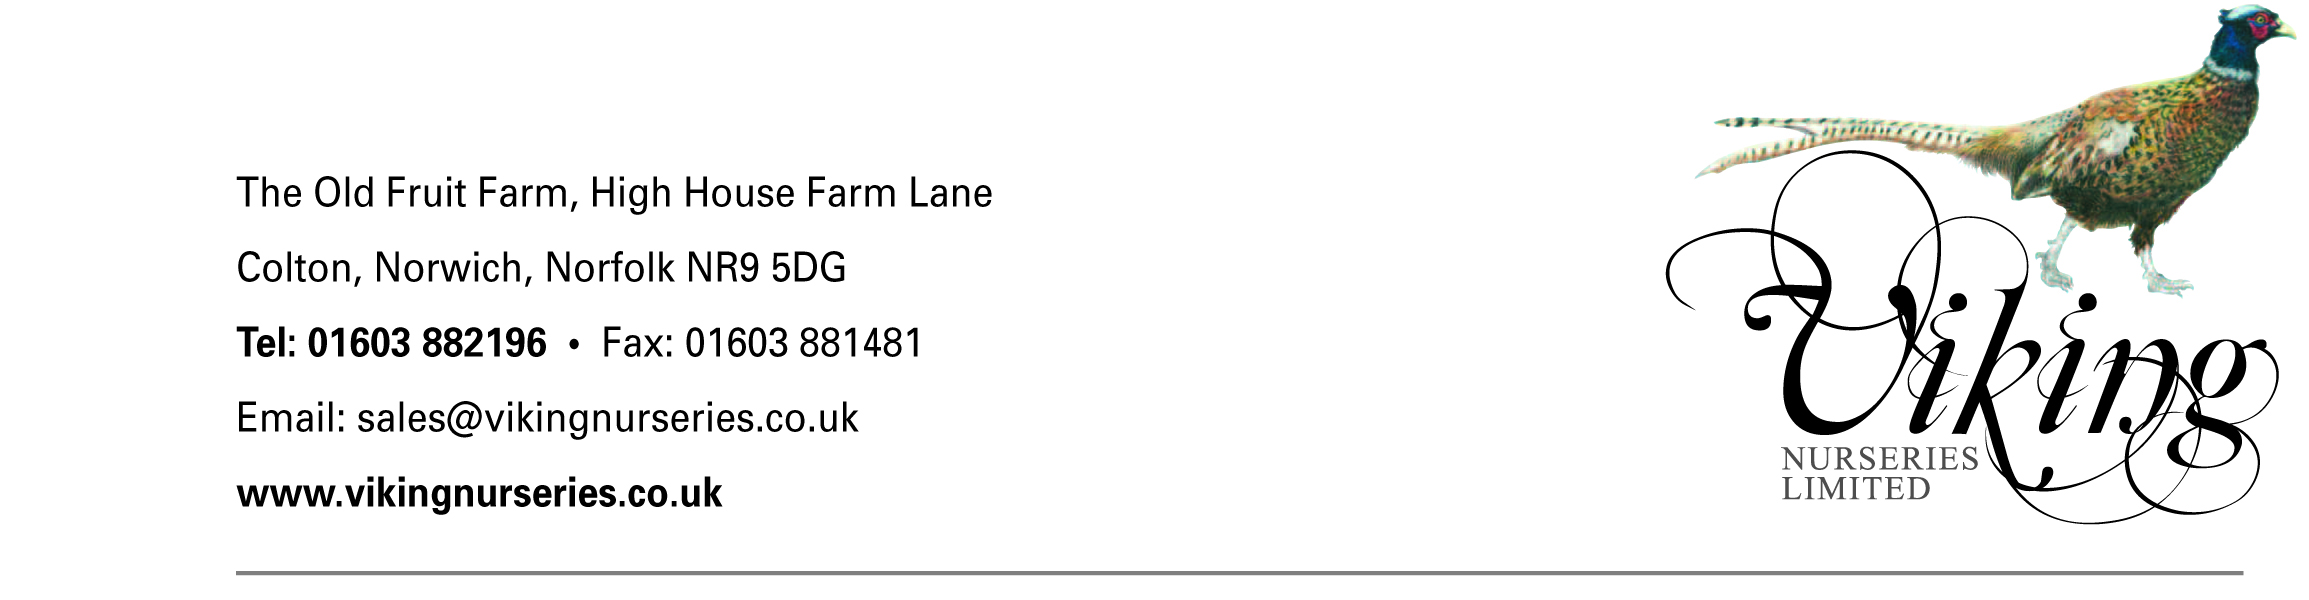 The Old Fruit Farm, High House Farm Lane
Colton, Norwich, Norfolk NR9 5DG
Tel: 01603 882196 • Fax: 01603 881481
Email: sales@vikingnurseries.co.uk
www.vikingnurseries.co.uk
Viking
NURSERIES
LIMITED